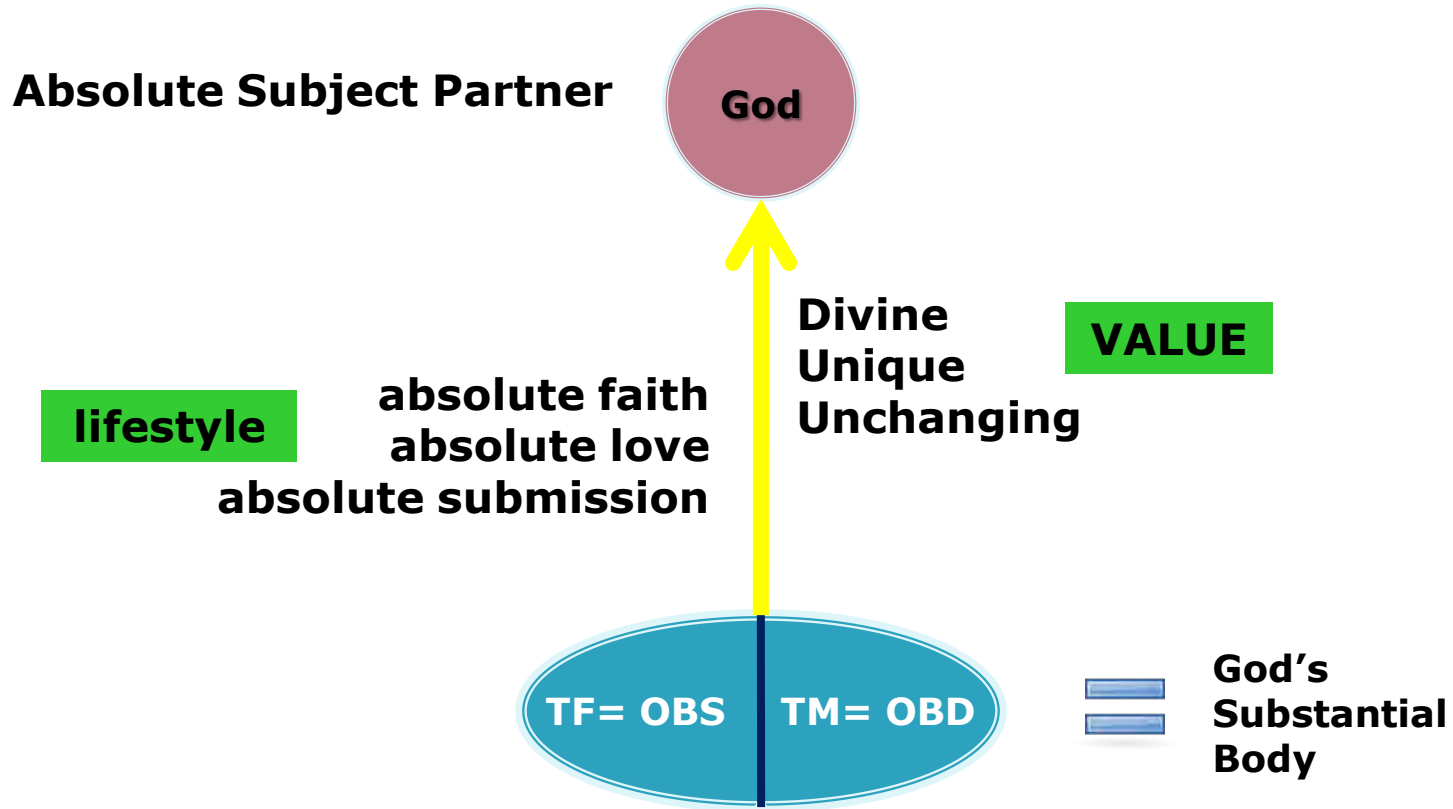 Absolute Subject Partner
God
Divine
Unique
Unchanging
VALUE
lifestyle
absolute faith
absolute love
absolute submission
TF= OBS
TM= OBD
God’s
Substantial
Body